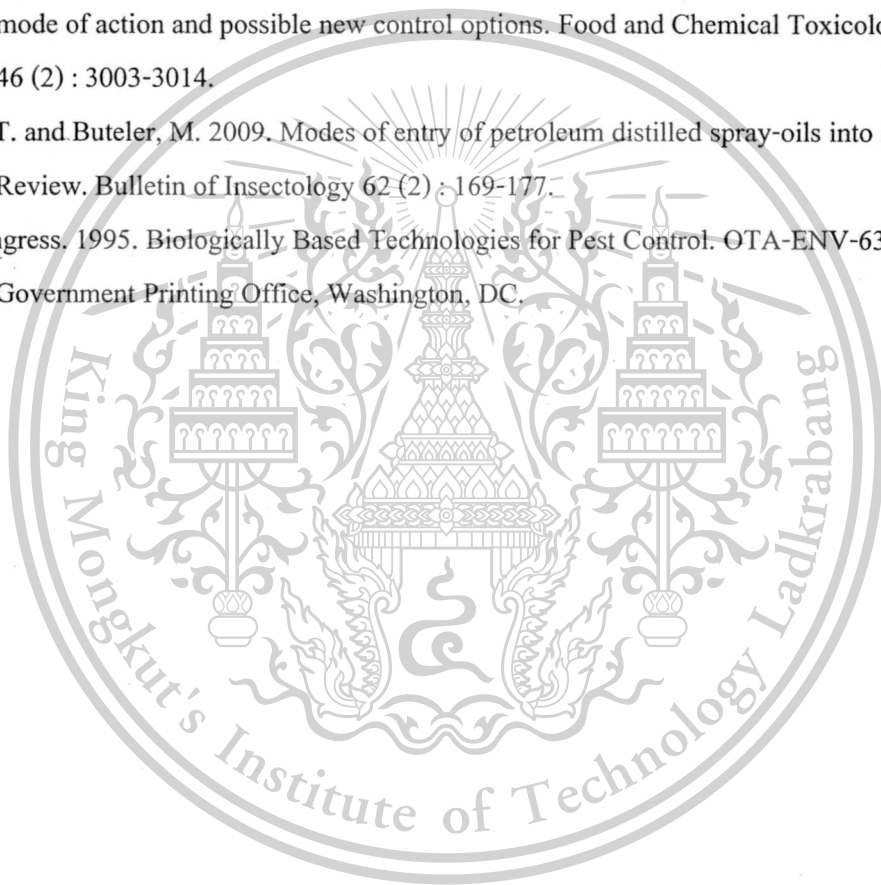 mode of action and possible new control options. Food and Chemical Toxicolo
46 (2) : 3003-3014.
T. and Buteler, M. 2009. Modes of entry of petroleum distilled spray-oils into
Review. Bulletin of Insectology 62 (2) : 169-177.
ngress. 1995. Biologically Based Technologies for Pest Control. OTA-ENV-63
Government Printing Office, Washington, DC.
King Mongkut's Institute of Technology Ladkrabang